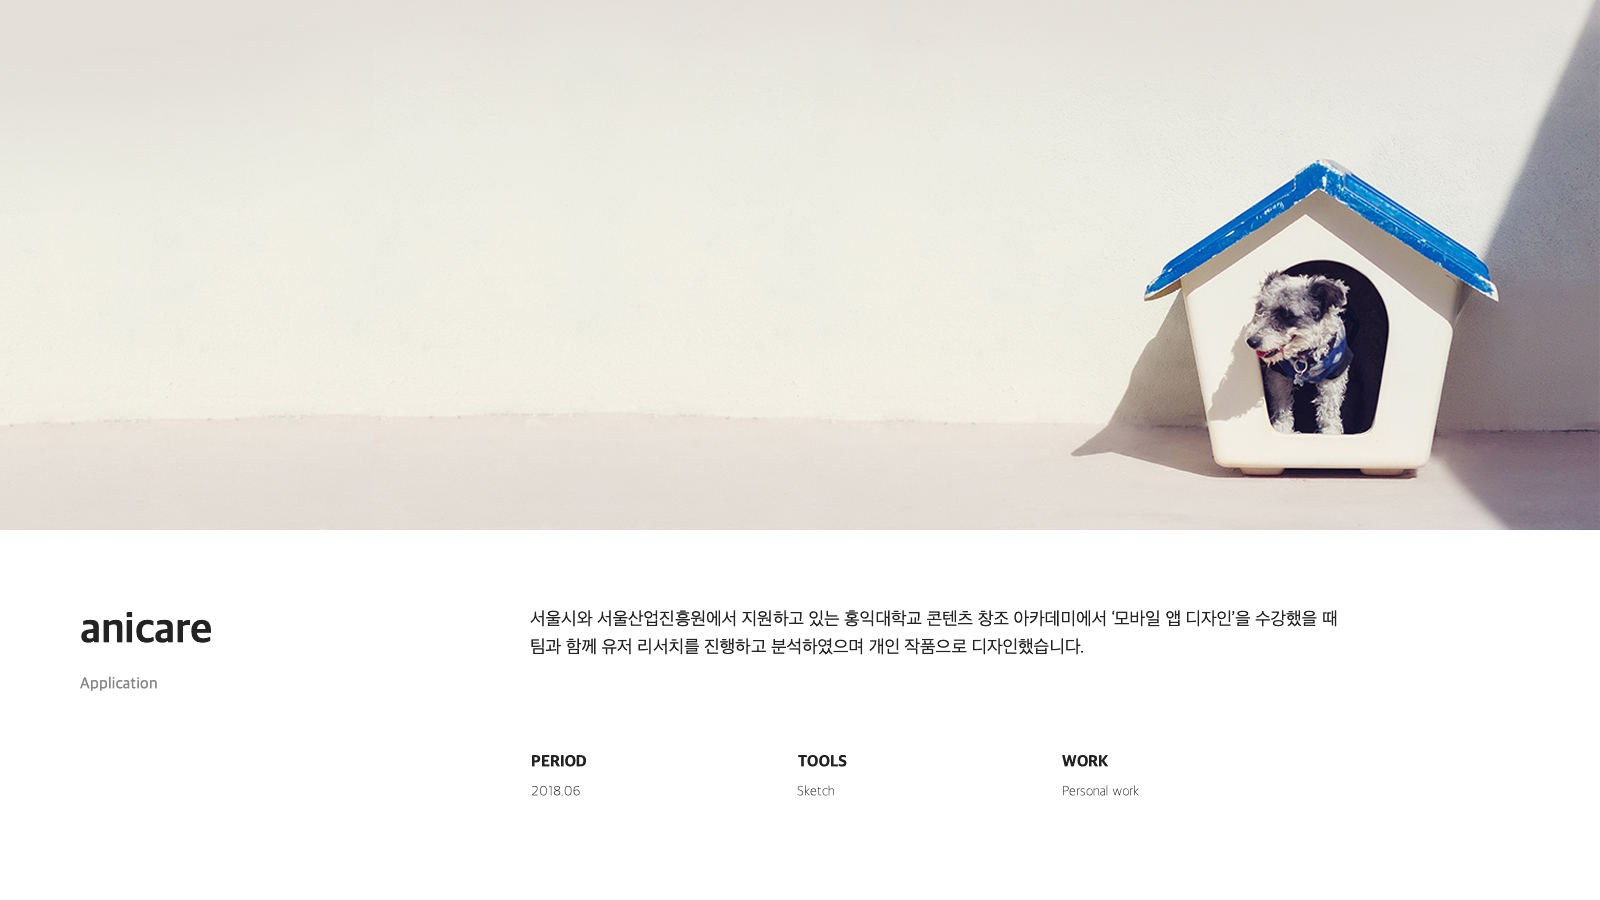 anicare
Application
서울시와 서울산업진흥원에서 지원하고 있는 홍익대학교 콘텐츠 창조 아카데미에서 ‘모바일 앱 디자인’을 수강했을 때
팀과 함께 유저 리서치를 진행하고 분석하였으며 개인 작품으로 디자인했습니다.
PERIOD
2018.06
TOOLS
Sketch
WORK
Personal work